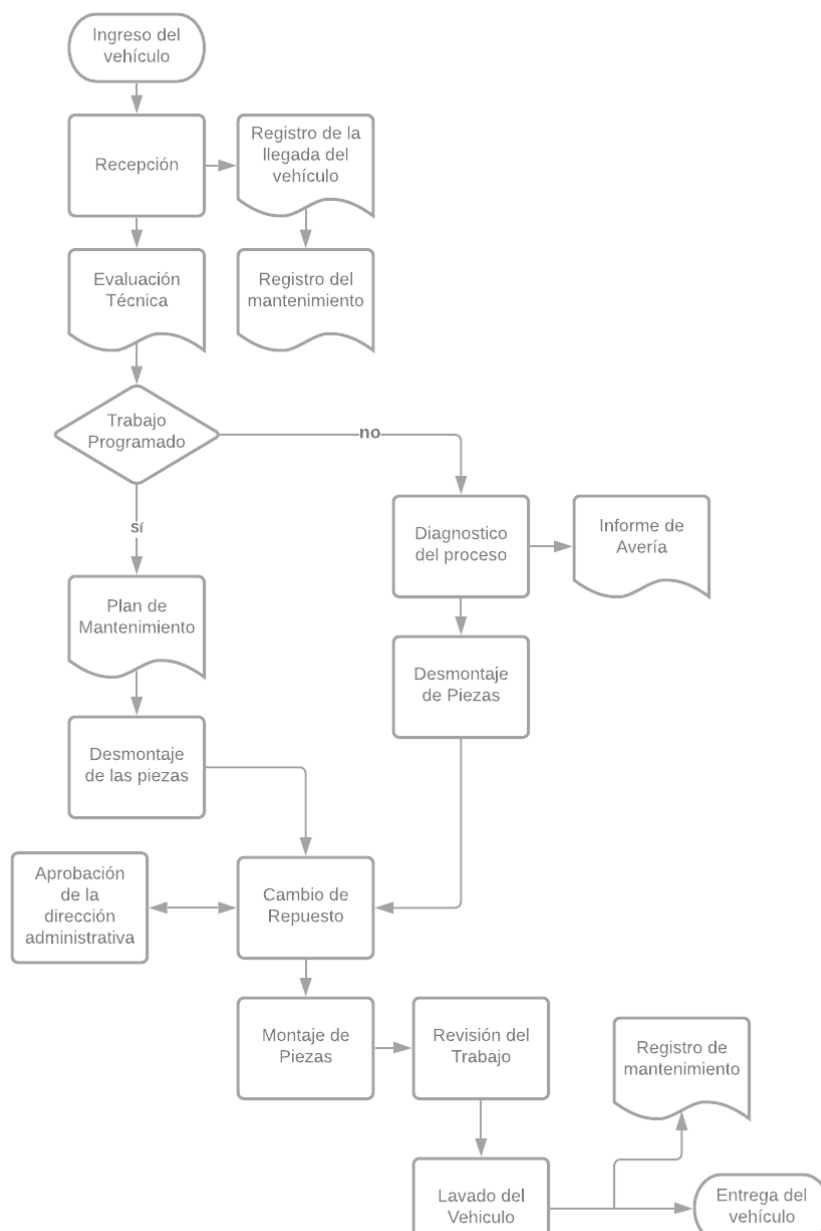 Ingreso del
vehículo
Recepción
Registro de la
llegada del
vehículo
Evaluación
Técnica
Registro del
mantenimiento
Trabajo
Programado
no
sí
Diagnostico
del proceso
Informe de
Avería
Plan de
Mantenimiento
Desmontaje
de Piezas
Desmontaje
de las piezas
Aprobación
de la
dirección
administrativa
Cambio de
Repuesto
Montaje de
Piezas
Revisión del
Trabajo
Registro de
mantenimiento
Lavado del
Vehiculo
Entrega del
vehículo